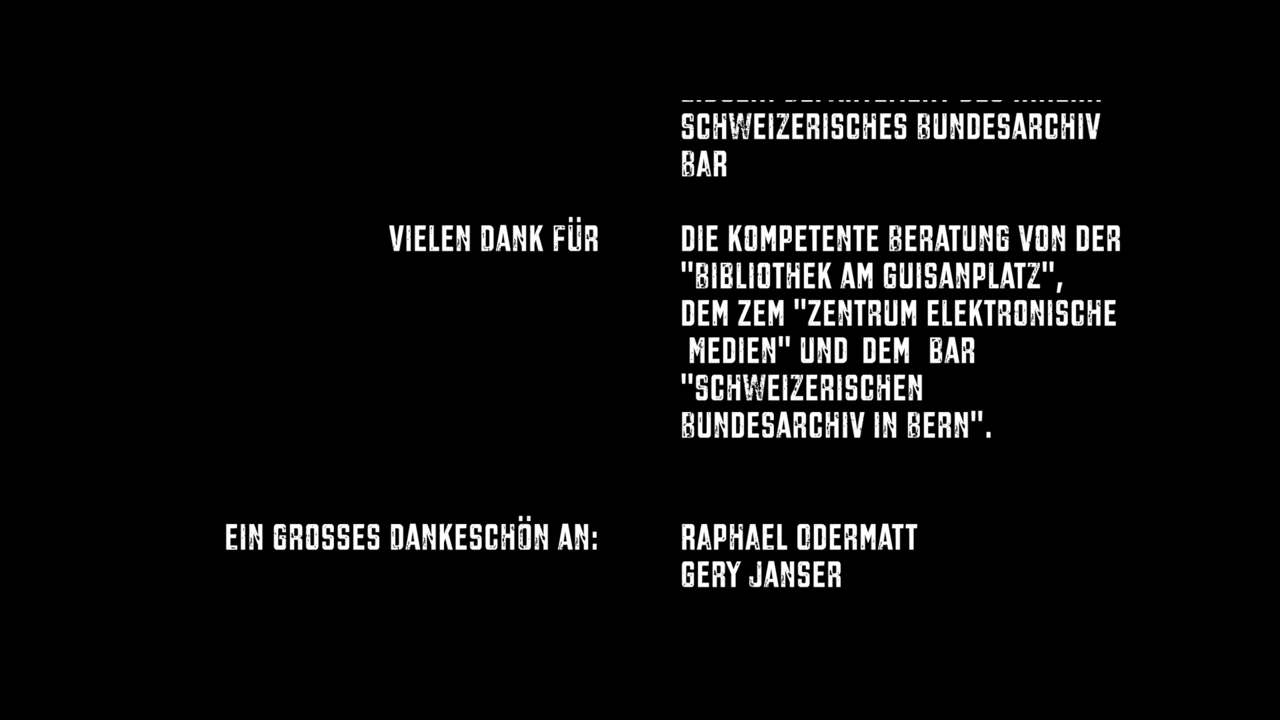 SCHWEIZERISCHES BUNDESARCHIV
BAR
VIELEN DANK FÜR
DIE KOMPETENTE BERATUNG VON DER
"BIBLIOTHEK AM GUISANPLATZ",
DEM ZEM "ZENTRUM ELEKTRONISCHE
MEDIEN" UND DEM BAR
"SCHWEIZERISCHEN
BUNDESARCHIV IN BERN".
EIN GROSSES DANKESCHÖN AN:
RAPHAEL ODERMATT
GERY JANSER